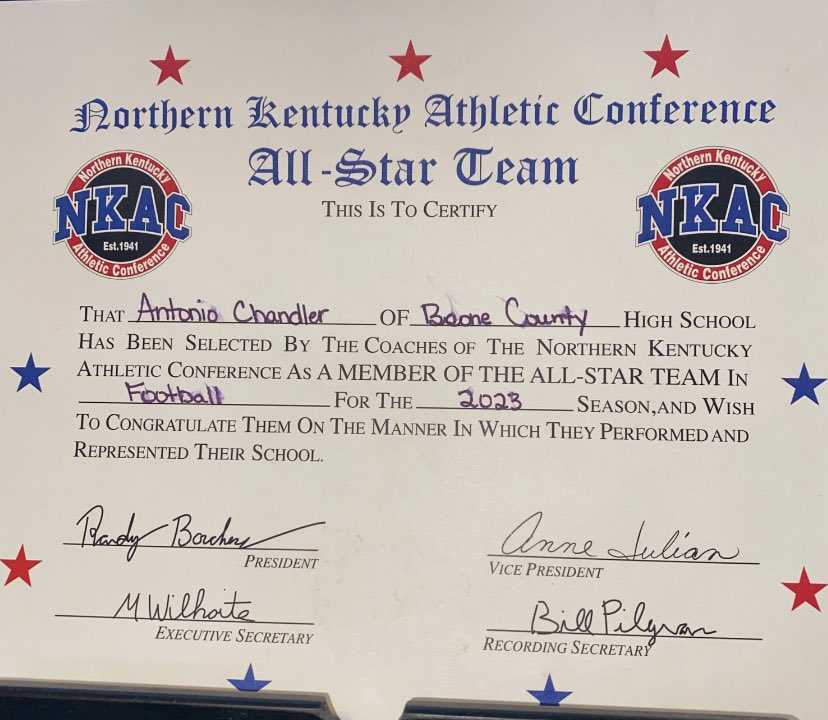 Northern Kentucky Athletic Conference
All-Star Team
THIS IS TO CERTIFY
Northern Kentucky
NKAC
Est.1941
Athletic Conference
Northern Kentucky
NKAC
Est.1941
Athletic Conference
THAT Antonio Chandler OF Boone County HIGH SCHOOL
HAS BEEN SELECTED BY THE COACHES OF THE NORTHERN KENTUCKY
ATHLETIC CONFERENCE AS A MEMBER OF THE ALL-STAR TEAM IN
Football FOR THE 2023 SEASON,AND WISH
TO CONGRATULATE THEM ON THE MANNER IN WHICH THEY PERFORMED AND
REPRESENTED THEIR SCHOOL.
Randy Anne Julian
PRESIDENT VICE PRESIDENT
M Wilhoite Bill Pilgram
EXECUTIVE SECRETARY RECORDING SECRETARY